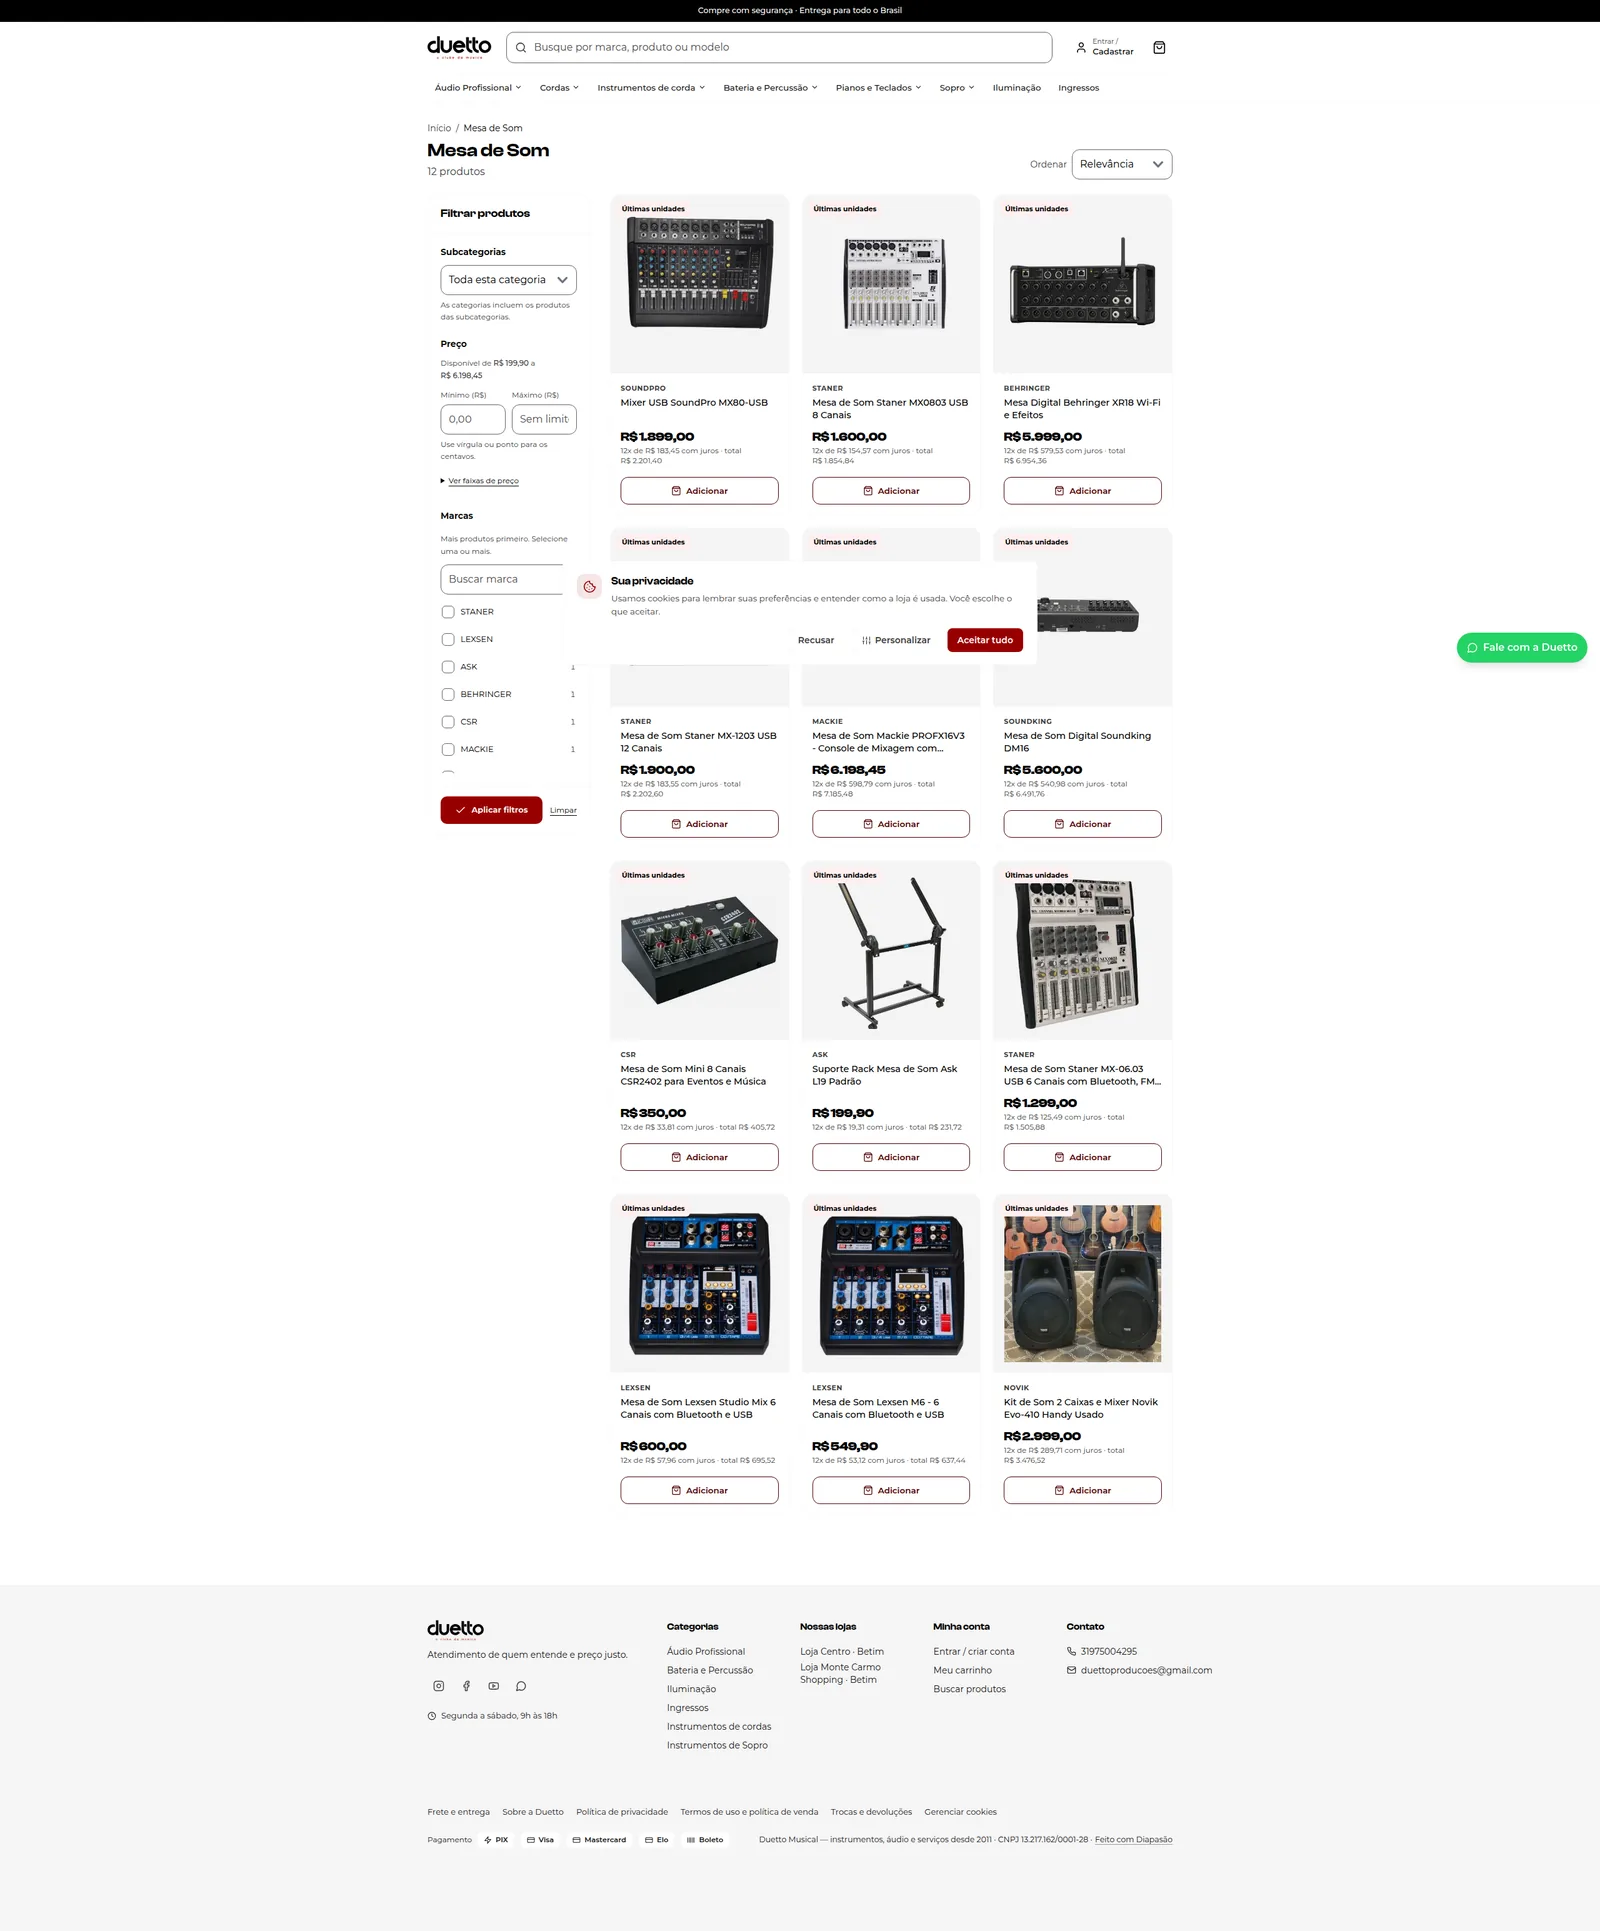 Compre com segurança · Entrega para todo o Brasil
duetto
o clube da música
Busque por marca, produto ou modelo
Entrar /
Cadastrar
Áudio Profissional
Cordas
Instrumentos de corda
Bateria e Percussão
Pianos e Teclados
Sopro
Iluminação
Ingressos
Início / Mesa de Som
Mesa de Som
12 produtos
Ordenar
Relevância
Filtrar produtos
Subcategorias
Toda esta categoria
As categorias incluem os produtos
das subcategorias.
Preço
Disponível de R$ 199,90 a
R$ 6.198,45
Mínimo (R$)
Máximo (R$)
0,00
Sem limit
Use vírgula ou ponto para os
centavos.
Ver faixas de preço
Marcas
Mais produtos primeiro. Selecione
uma ou mais.
Buscar marca
STANER
LEXSEN
ASK 1
BEHRINGER 1
CSR 1
MACKIE 1
Aplicar filtros
Limpar
Últimas unidades
SOUNDPRO
Mixer USB SoundPro MX80-USB
R$ 1.899,00
12x de R$ 183,45 com juros · total
R$ 2.201,40
Adicionar
Últimas unidades
STANER
Mesa de Som Staner MX0803 USB
8 Canais
R$ 1.600,00
12x de R$ 154,57 com juros · total
R$ 1.854,84
Adicionar
Últimas unidades
BEHRINGER
Mesa Digital Behringer XR18 Wi-Fi
e Efeitos
R$ 5.999,00
12x de R$ 579,53 com juros · total
R$ 6.954,36
Adicionar
Últimas unidades
STANER
Mesa de Som Staner MX-1203 USB
12 Canais
R$ 1.900,00
12x de R$ 183,55 com juros · total
R$ 2.202,60
Adicionar
Últimas unidades
MACKIE
Mesa de Som Mackie PROFX16V3
- Console de Mixagem com...
R$ 6.198,45
12x de R$ 598,79 com juros · total
R$ 7.185,48
Adicionar
Últimas unidades
SOUNDKING
Mesa de Som Digital Soundking
DM16
R$ 5.600,00
12x de R$ 540,98 com juros · total
R$ 6.491,76
Adicionar
Sua privacidade
Usamos cookies para lembrar suas preferências e entender como a loja é usada. Você escolhe o
que aceitar.
Recusar
Personalizar
Aceitar tudo
Fale com a Duetto
Últimas unidades
CSR
Mesa de Som Mini 8 Canais
CSR2402 para Eventos e Música
R$ 350,00
12x de R$ 33,81 com juros · total R$ 405,72
Adicionar
Últimas unidades
ASK
Suporte Rack Mesa de Som Ask
L19 Padrão
R$ 199,90
12x de R$ 19,31 com juros · total R$ 231,72
Adicionar
Últimas unidades
STANER
Mesa de Som Staner MX-06.03
USB 6 Canais com Bluetooth, FM...
R$ 1.299,00
12x de R$ 125,49 com juros · total
R$ 1.505,88
Adicionar
Últimas unidades
LEXSEN
Mesa de Som Lexsen Studio Mix 6
Canais com Bluetooth e USB
R$ 600,00
12x de R$ 57,96 com juros · total R$ 695,52
Adicionar
Últimas unidades
LEXSEN
Mesa de Som Lexsen M6 - 6
Canais com Bluetooth e USB
R$ 549,90
12x de R$ 53,12 com juros · total R$ 637,44
Adicionar
Últimas unidades
NOVIK
Kit de Som 2 Caixas e Mixer Novik
Evo-410 Handy Usado
R$ 2.999,00
12x de R$ 289,71 com juros · total
R$ 3.476,52
Adicionar
duetto
o clube da música
Atendimento de quem entende e preço justo.
Segunda a sábado, 9h às 18h
Categorias
Áudio Profissional
Bateria e Percussão
Iluminação
Ingressos
Instrumentos de cordas
Instrumentos de Sopro
Nossas lojas
Loja Centro · Betim
Loja Monte Carmo
Shopping · Betim
Minha conta
Entrar / criar conta
Meu carrinho
Buscar produtos
Contato
31975004295
duettoproducoes@gmail.com
Frete e entrega
Sobre a Duetto
Política de privacidade
Termos de uso e política de venda
Trocas e devoluções
Gerenciar cookies
Pagamento
PIX
Visa
Mastercard
Elo
Boleto
Duetto Musical — instrumentos, áudio e serviços desde 2011 · CNPJ 13.217.162/0001-28 · Feito com Diapasão